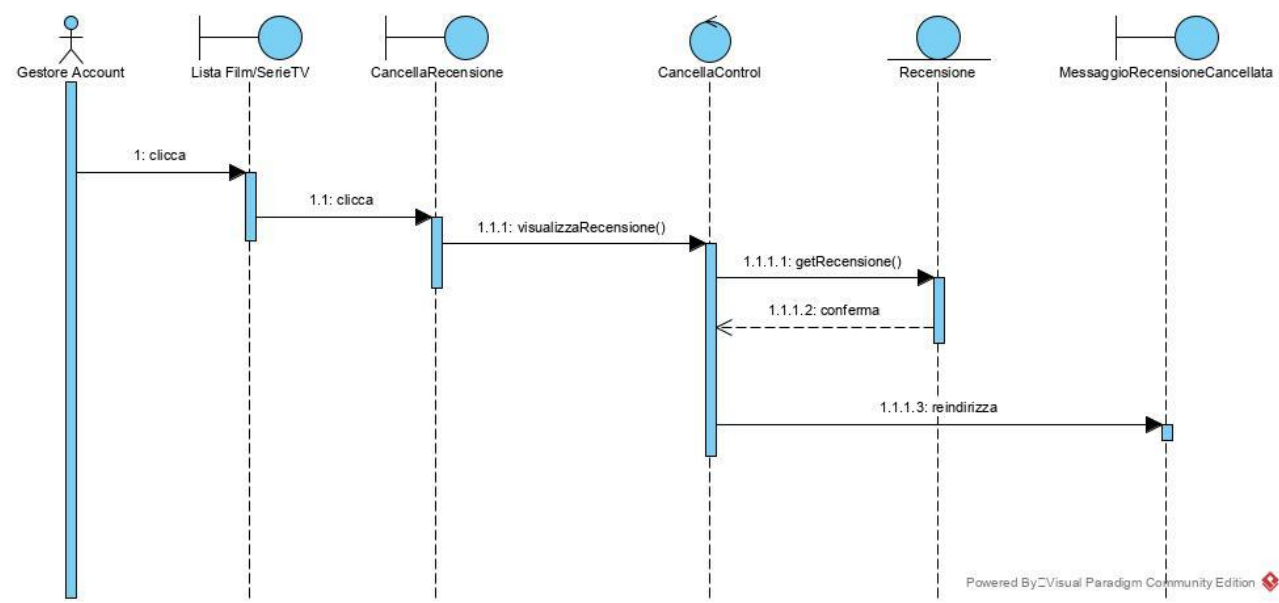 Gestore Account
Lista Film/SerieTV
CancellaRecensione
CancellaControl
Recensione
MessaggioRecensioneCancellata
1: clicca
1.1: clicca
1.1.1: visualizzaRecensione()
1.1.1.1: getRecensione()
1.1.1.2: conferma
1.1.1.3: reindirizza
Powered By Visual Paradigm Community Edition